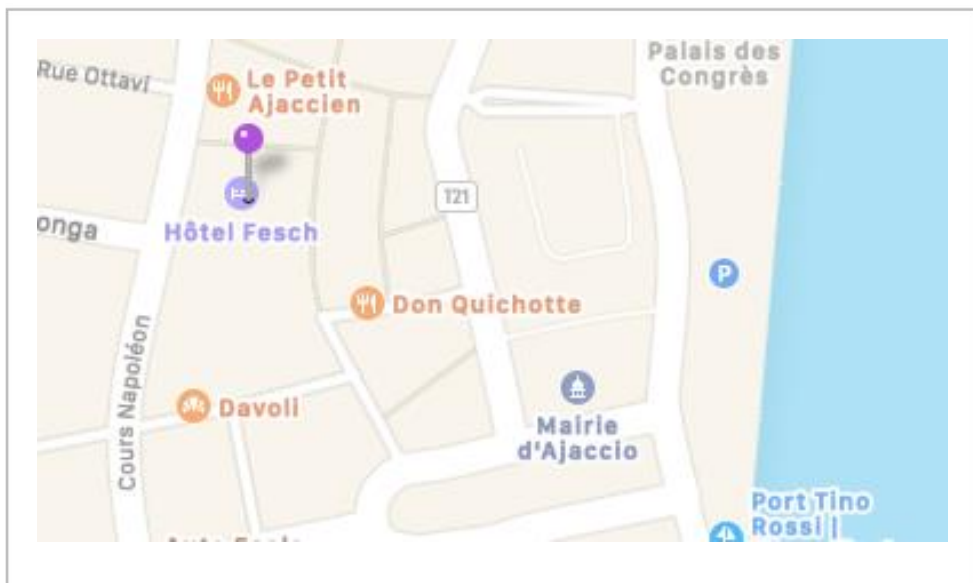 Palais des
Congrès
Rue Ottavi
Le Petit
Ajaccien
121
onga
Hôtel Fesch
P
Don Quichotte
Cours Napoléon
Davoli
Mairie
d'Ajaccio
Port Tino
Rossi |